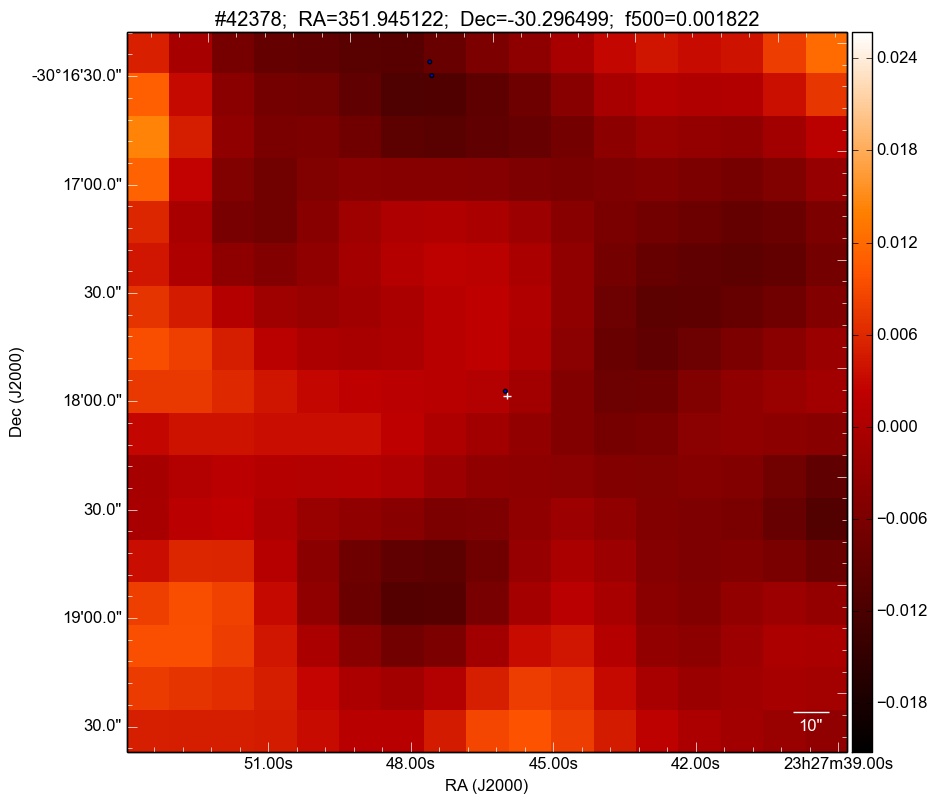 #42378;  RA=351.945122;  Dec=-30.296499;  f500=0.001822
-30°16'30.0"
17'00.0"
30.0"
18'00.0"
30.0"
19'00.0"
30.0"
Dec (J2000)
51.00s
48.00s
45.00s
42.00s
23h27m39.00s
RA (J2000)
10"
0.024
0.018
0.012
0.006
0.000
−0.006
−0.012
−0.018